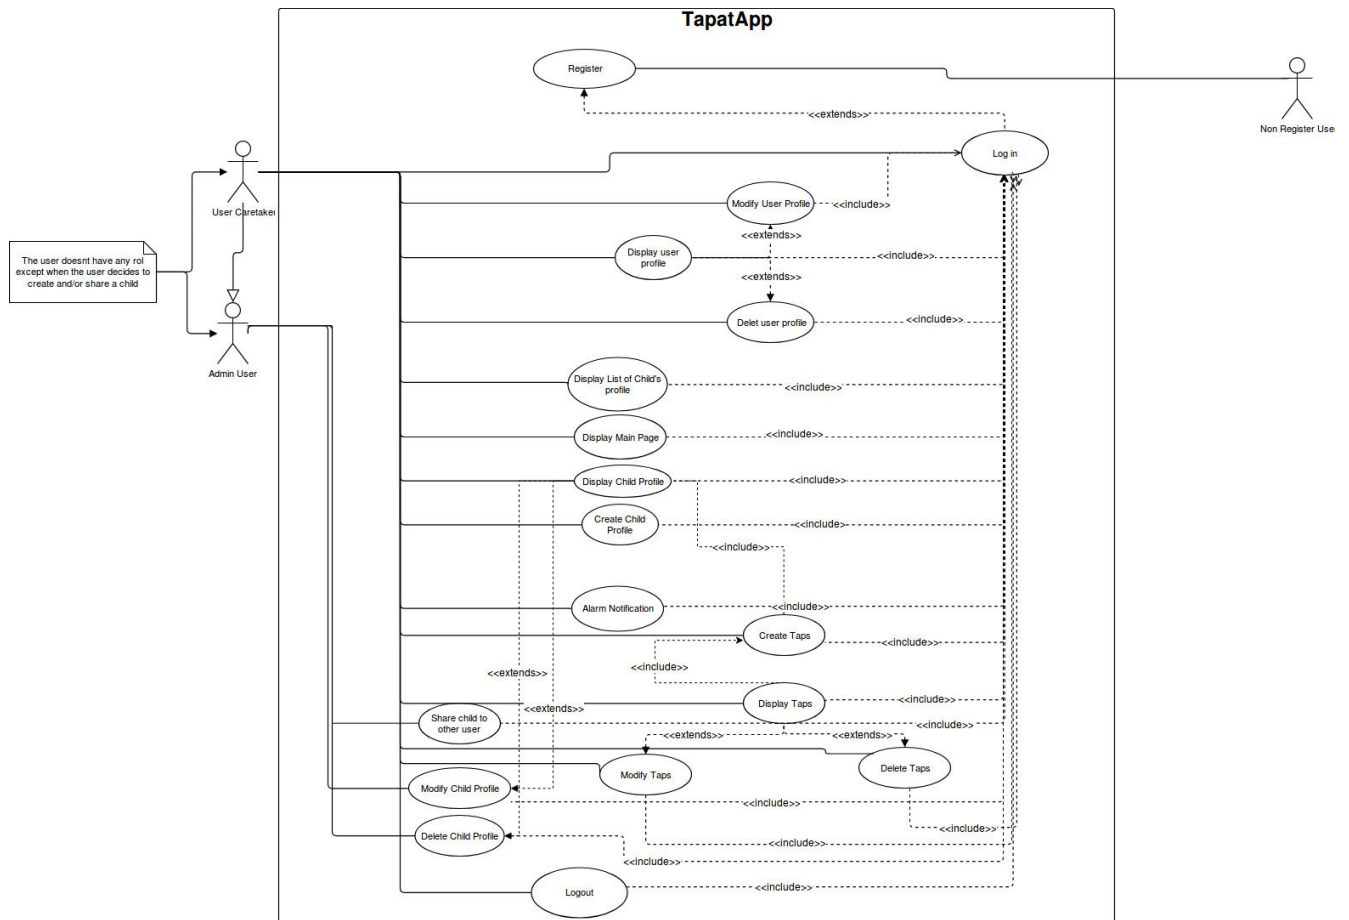 TapatApp
Register
Non Register Use
<<extends>>
Log in
User Caretaker
Modify User Profile
<<include>>
<<extends>>
Display user
profile
<<include>>
The user doesnt have any rol
except when the user decides to
create and/or share a child
<<extends>>
Delet user profile
<<include>>
Admin User
Display List of Child's
profile
<<include>>
Display Main Page
<<include>>
Display Child Profile
<<include>>
Create Child
Profile
<<include>
<<include>>
Alarm Notification
<<include>>
Create Taps
<<include>>
<<include>>
<<extends>>
Display Taps
<<include>>
<<extends>>
Share child to
other user
<<include>>
<<extends>>
<<extends>>
Modify Taps
Delete Taps
Modify Child Profile
<<include>>
<<include>>
Delete Child Profile
<<include>>
<<include>>
Logout
<<include>>